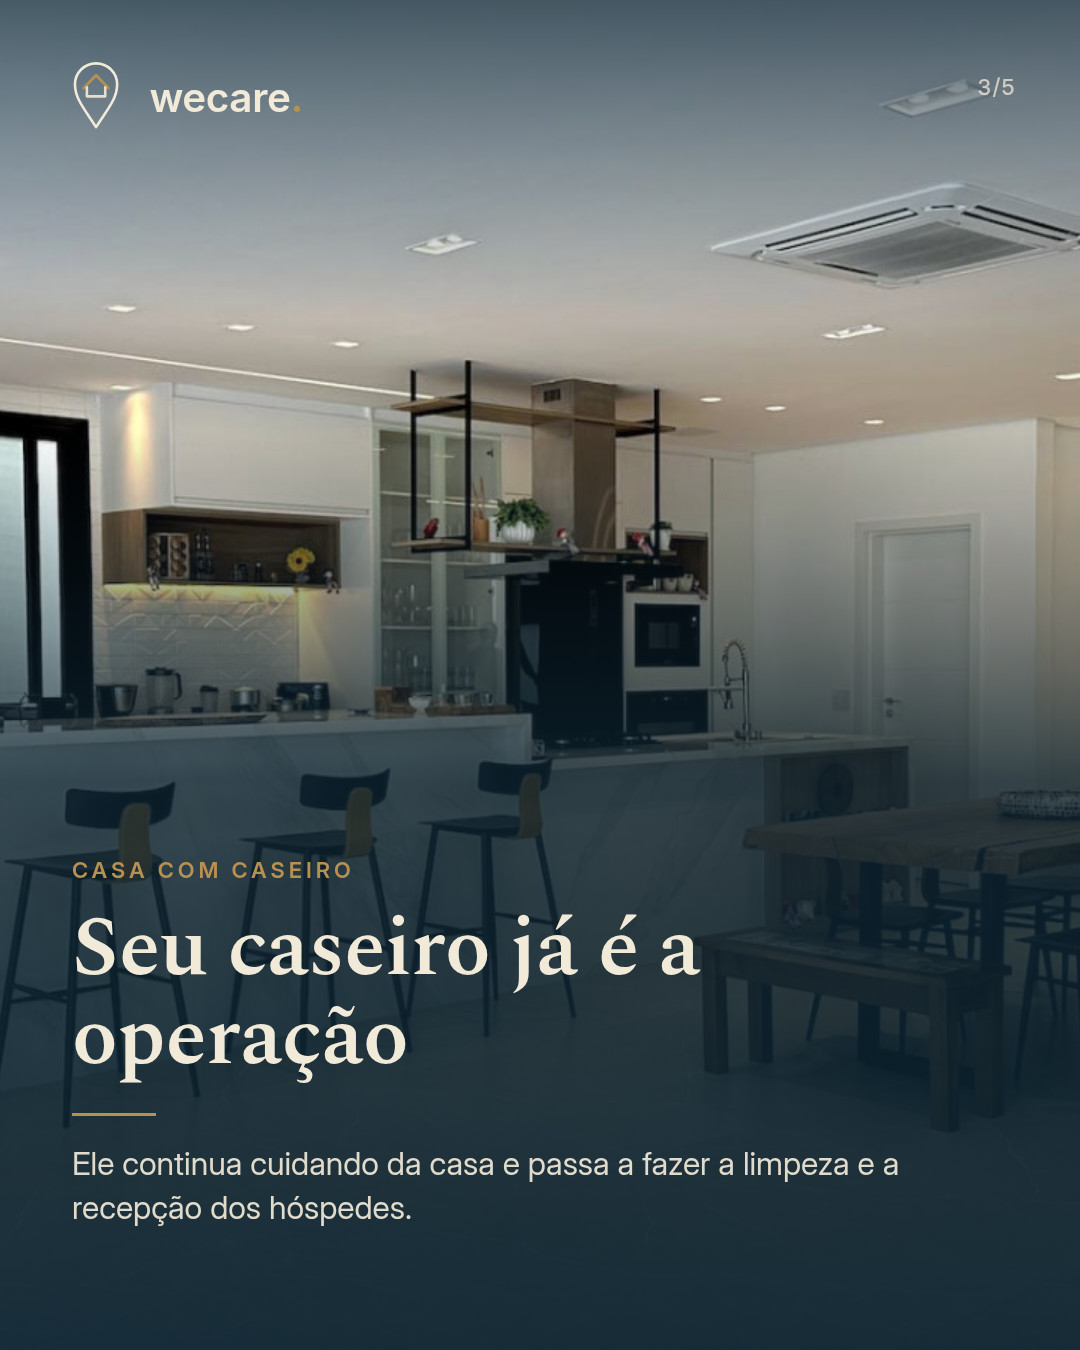 wecare.
3/5
CASA COM CASEIRO
Seu caseiro já é a
operação
Ele continua cuidando da casa e passa a fazer a limpeza e a
recepção dos hóspedes.